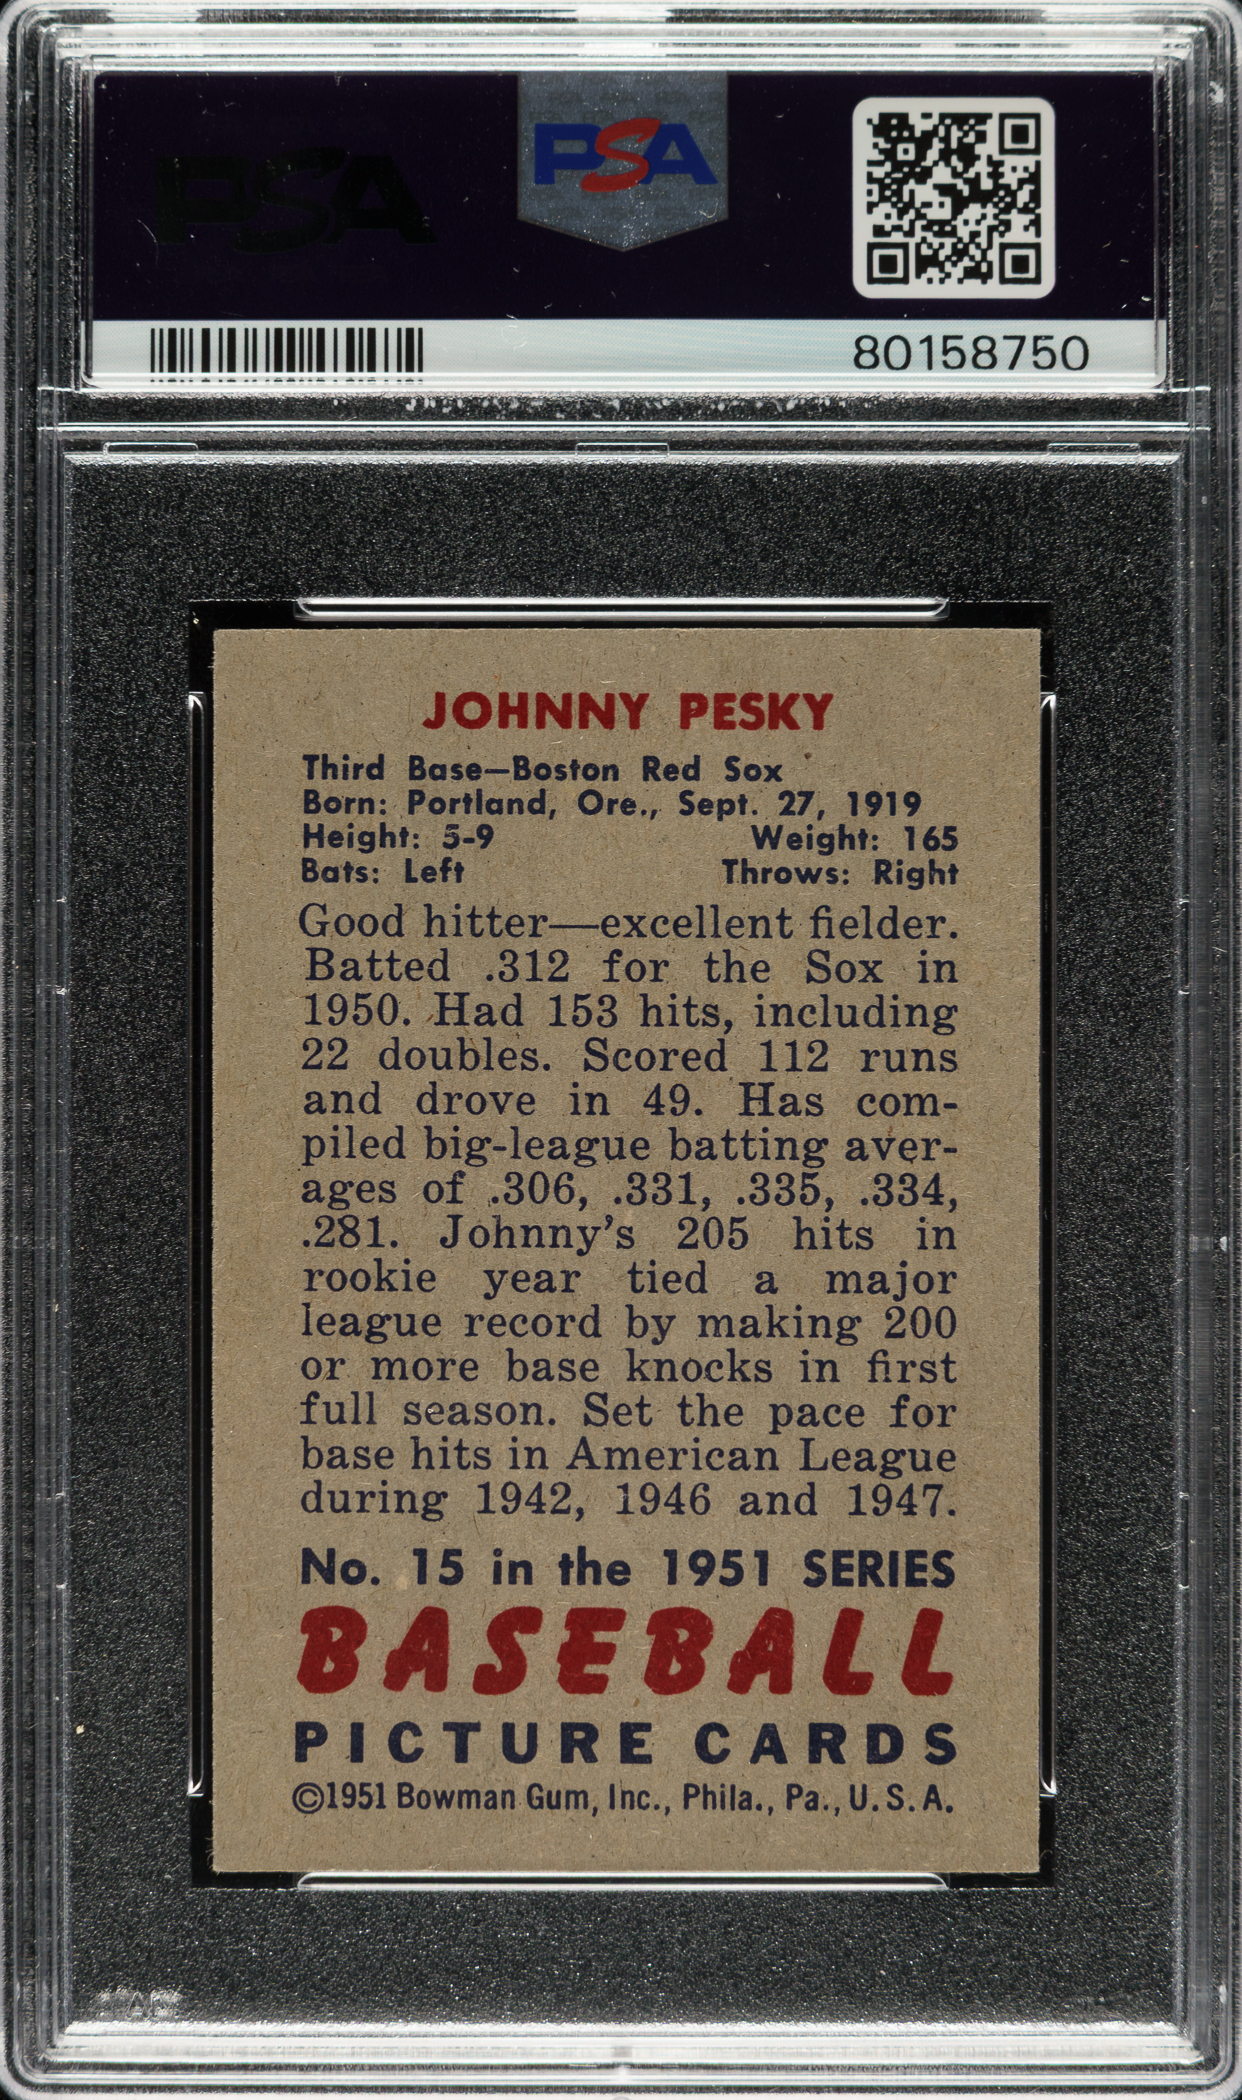 PSA
PSA
80158750
JOHNNY PESKY
Third Base—Boston Red Sox
Born: Portland, Ore., Sept. 27, 1919
Height: 5-9 Weight: 165
Bats: Left Throws: Right
Good hitter—excellent fielder.
Batted .312 for the Sox in
1950. Had 153 hits, including
22 doubles. Scored 112 runs
and drove in 49. Has com-
piled big-league batting aver-
ages of .306, .331, .335, .334,
.281. Johnny's 205 hits in
rookie year tied a major
league record by making 200
or more base knocks in first
full season. Set the pace for
base hits in American League
during 1942, 1946 and 1947.
No. 15 in the 1951 SERIES
BASEBALL
PICTURE CARDS
©1951 Bowman Gum, Inc., Phila., Pa., U.S.A.